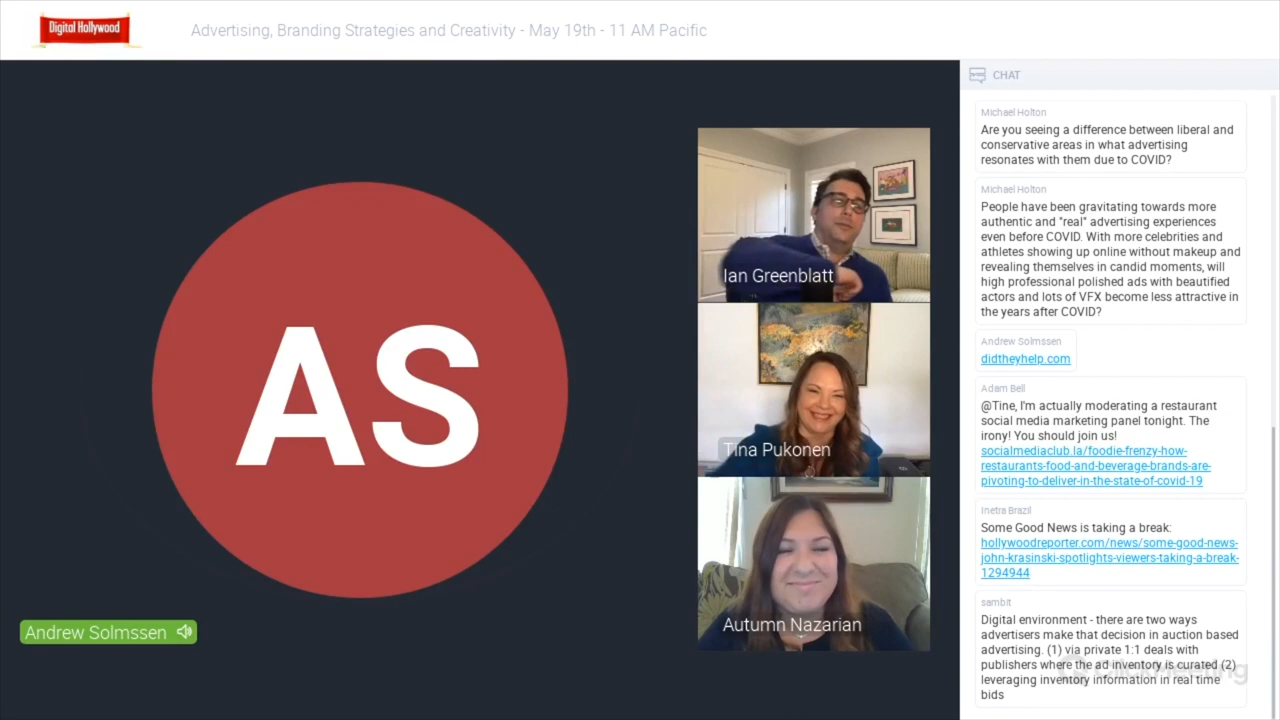 Digital Hollywood
Advertising, Branding Strategies and Creativity - May 19th - 11 AM Pacific
AS
Andrew Solmssen
Ian Greenblatt
Tina Pukonen
Autumn Nazarian
CHAT
Michael Holton
Are you seeing a difference between liberal and
conservative areas in what advertising
resonates with them due to COVID?
Michael Holton
People have been gravitating towards more
authentic and "real" advertising experiences
even before COVID. With more celebrities and
athletes showing up online without makeup and
revealing themselves in candid moments, will
high professional polished ads with beautified
actors and lots of VFX become less attractive in
the years after COVID?
Andrew Solmssen
didtheyhelp.com
Adam Bell
@Tine, I'm actually moderating a restaurant
social media marketing panel tonight. The
irony! You should join us!
socialmediaclub.la/foodie-frenzy-how-
restaurants-food-and-beverage-brands-are-
pivoting-to-deliver-in-the-state-of-covid-19
Inetra Brazil
Some Good News is taking a break:
hollywoodreporter.com/news/some-good-news-
john-krasinski-spotlights-viewers-taking-a-break-
1294944
sambit
Digital environment - there are two ways
advertisers make that decision in auction based
advertising. (1) via private 1:1 deals with
publishers where the ad inventory is curated (2)
leveraging inventory information in real time
bids
ClickMeeting